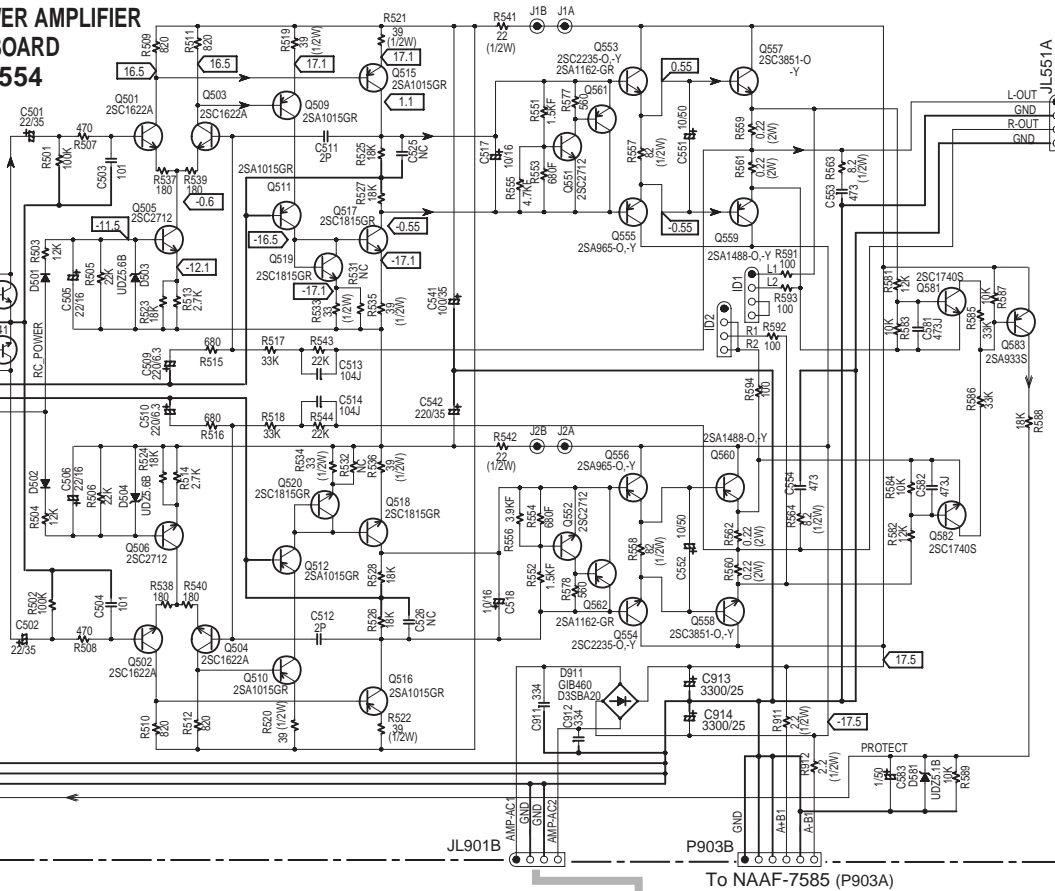 ER AMPLIFIER
BOARD
554
R509
820
R511
820
R519
39
(1/2W)
R521
39
(1/2W)
R541
22
(1/2W)
J1B
J1A
16.5
16.5
17.1
17.1
Q515
2SA1015GR
1.1
Q553
2SC2235-O,-Y
2SA1162-GR
Q561
0.55
Q557
2SC3851-O
-Y
JL551A
L-OUT
GND
R-OUT
GND
C501
22/35
470
R507
R501
100K
C503
101
Q501
2SC1622A
Q503
2SC1622A
Q509
2SA1015GR
C511
2P
R525
18K
C525
NC
R527
18K
C517
10/16
R551
1.5KF
R577
560
R555
4.7KF
R553
680F
Q551
2SC2712
R557
82
(1/2W)
C551
10/50
R559
0.22
(2W)
R561
0.22
(2W)
R563
8.2
(1/2W)
C553
473
R537
180
R539
180
-0.6
2SA1015GR
Q511
-16.5
Q517
2SC1815GR
-0.55
-17.1
-0.55
Q555
2SA965-O,-Y
Q559
2SA1488-O,-Y
-11.5
Q505
2SC2712
-12.1
R503
12K
D501
C505
22/16
R505
22K
UDZ5.6B
D503
R523
18K
R513
2.7K
Q519
2SC1815GR
-17.1
R531
NC
R533
33
(1/2W)
R535
39
(1/2W)
C541
100/35
ID1
L1
L2
R591
100
R593
100
ID2
R1
R2
R592
100
R594
100
R581
12K
10K
R583
C581
473J
2SC1740S
Q581
R585
33K
10K
R587
Q583
2SA933S
R586
33K
18K
R588
41
RC_POWER
C509
220/6.3
680
R515
R517
33K
R543
22K
C513
104J
C514
104J
C510
220/6.3
680
R516
R518
33K
R544
22K
C542
220/35
R542
22
(1/2W)
J2B
J2A
D502
R504
12K
C506
22/16
R506
22K
D504
UDZ5.6B
R524
18K
R514
2.7K
Q506
2SC2712
R534
33
(1/2W)
R532
NC
R536
39
(1/2W)
Q520
2SC1815GR
Q518
2SC1815GR
Q512
2SA1015GR
R528
18K
R526
18K
C526
NC
10/16
C518
R556
3.9KF
R554
680F
R552
1.5KF
Q552
2SC2712
R578
560
Q562
2SA1162-GR
Q556
2SA965-O,-Y
R558
82
(1/2W)
10/50
C552
Q554
2SC2235-O,-Y
2SA1488-O,-Y
Q560
R562
0.22
(2W)
R560
0.22
(2W)
Q558
2SC3851-O,-Y
C554
473
R564
8.2
(1/2W)
R584
10K
R582
12K
C582
473J
Q582
2SC1740S
R502
100K
C504
101
C502
22/35
470
R508
R538
180
R540
180
Q502
2SC1622A
Q504
2SC1622A
C512
2P
Q510
2SA1015GR
Q516
2SA1015GR
R510
820
R512
820
R520
39 (1/2W)
R522
39
(1/2W)
17.5
-17.5
D911
GIB460
D3SBA20
C911
334
C912
334
C913
3300/25
C914
3300/25
R911
2.2
(1/2W)
R912
2.2
(1/2W)
PROTECT
1/50
C583
D581
UDZ5.1B
10K
R589
AMP-AC1
GND
GND
AMP-AC2
JL901B
GND
A+B1
A-B1
P903B
To NAAF-7585 (P903A)